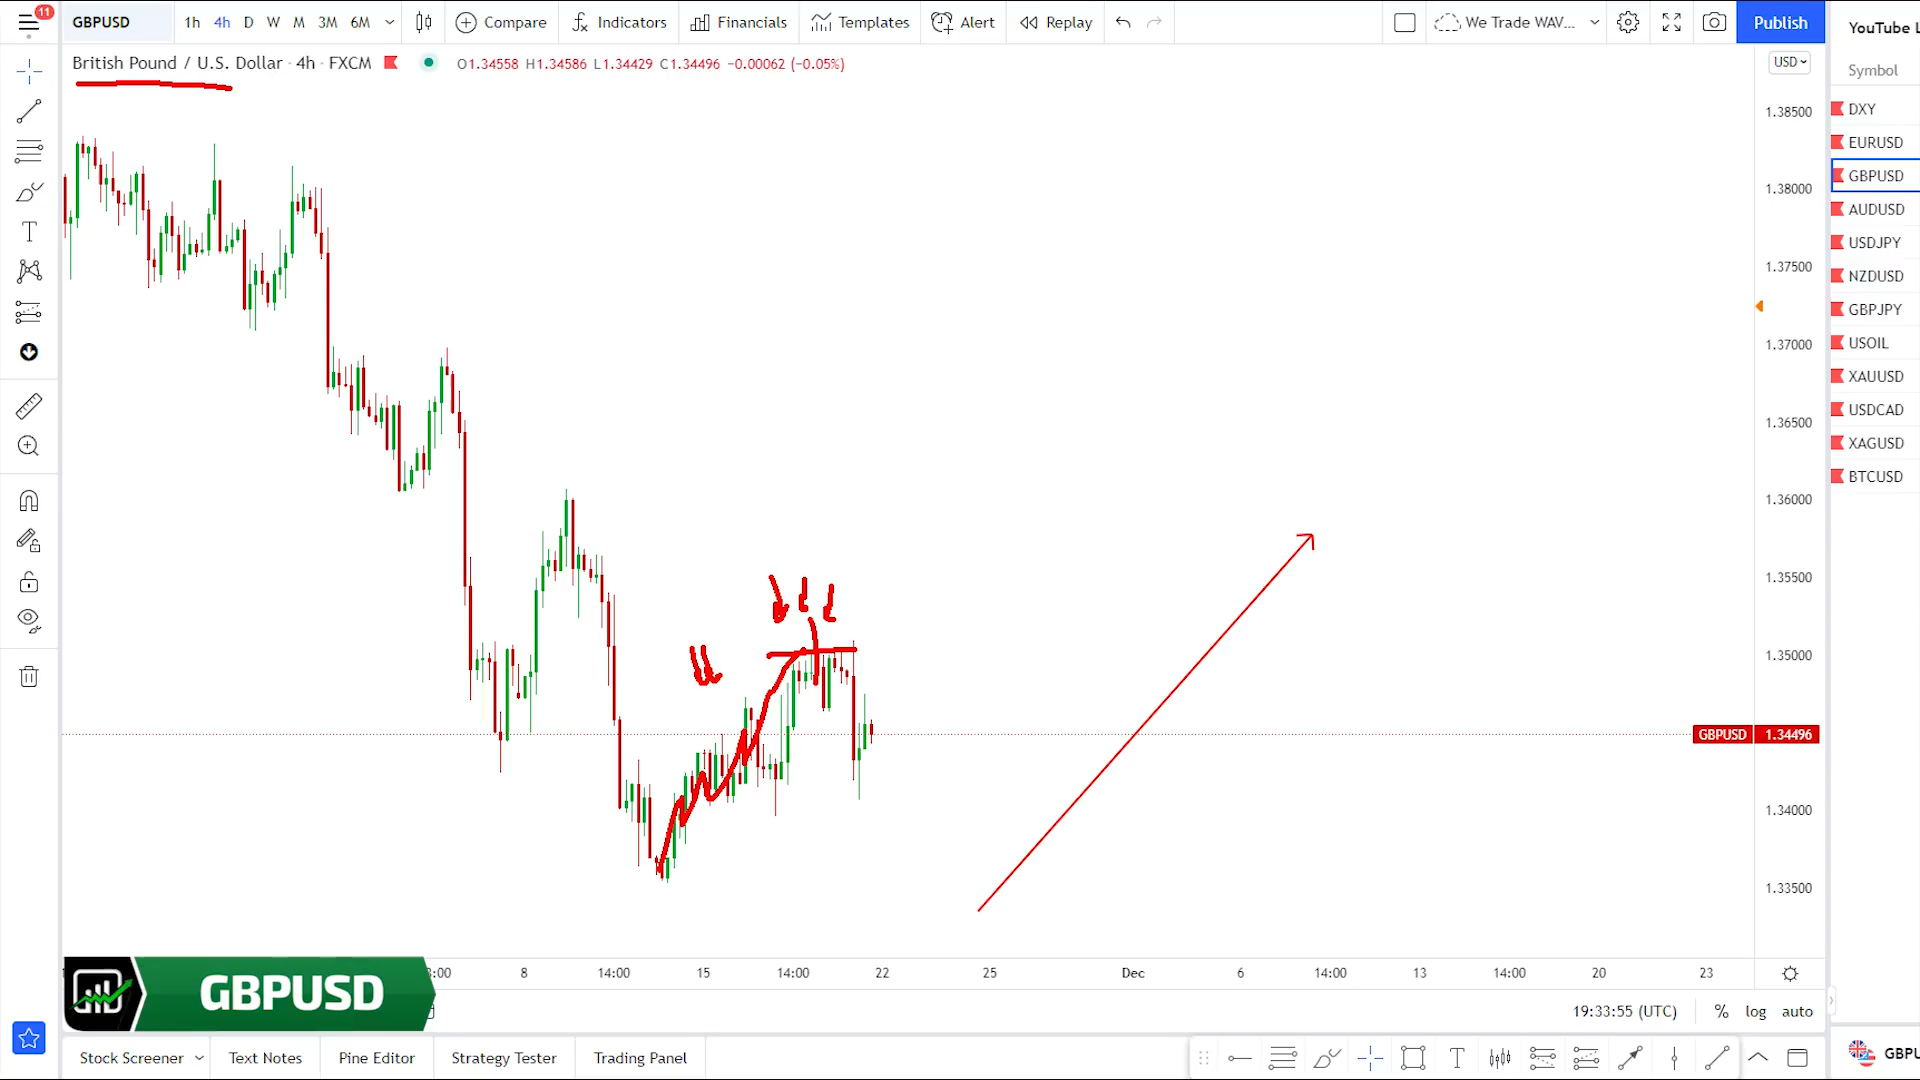 11
GBPUSD
1h 4h D W M 3M 6M
Compare
Indicators
Financials
Templates
Alert
Replay
We Trade WAV...
Publish
YouTube L
British Pound / U.S. Dollar · 4h · FXCM
O1.34558 H1.34586 L1.34429 C1.34496 −0.00062 (−0.05%)
USD
Symbol
DXY
EURUSD
GBPUSD
AUDUSD
USDJPY
NZDUSD
GBPJPY
USOIL
XAUUSD
USDCAD
XAGUSD
BTCUSD
1.38500
1.38000
1.37500
1.37000
1.36500
1.36000
1.35500
1.35000
GBPUSD 1.34496
1.34000
1.33500
8 14:00 15 14:00 22 25 Dec 6 14:00 13 14:00 20 23
GBPUSD
19:33:55 (UTC) % log auto
Stock Screener
Text Notes
Pine Editor
Strategy Tester
Trading Panel
GBPU